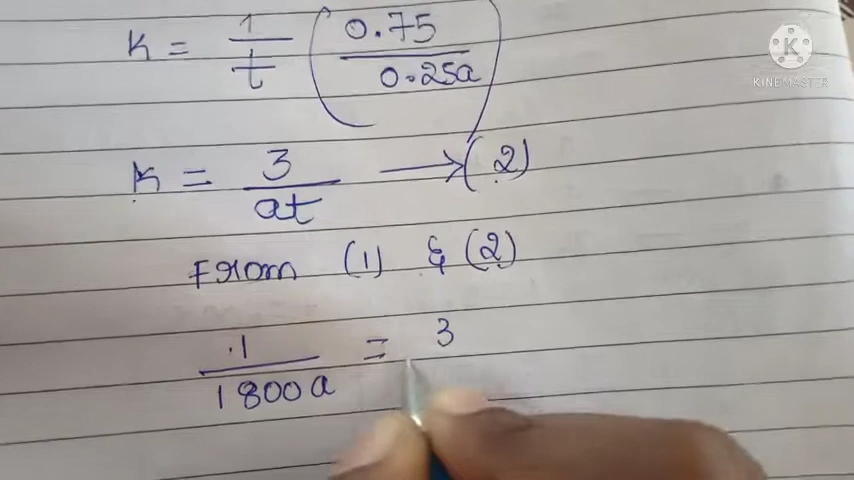 K = 1/t (0.75/0.25a)
K
KINEMASTER
K = 3/at → (2)
From (1) & (2)
1/1800a = 3